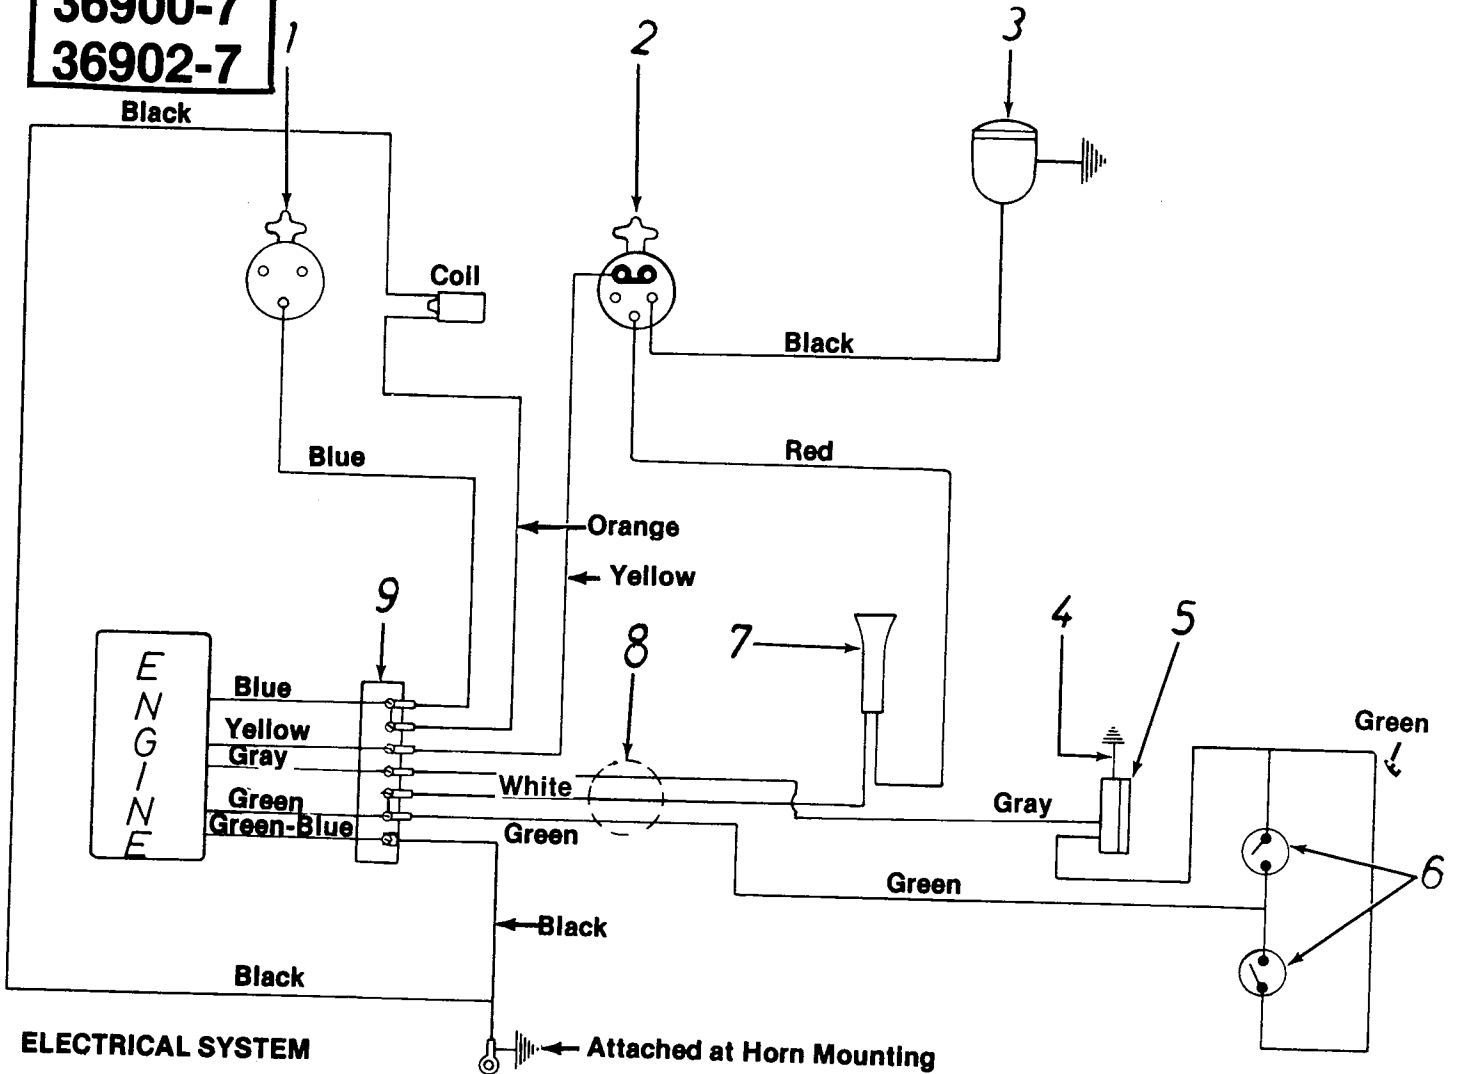 36900-7
36902-7
1
2
3
Black
Coil
Black
Blue
Red
Orange
Yellow
9
8
7
4
5
ENGINE
Blue
Yellow
Gray
Green
Green-Blue
White
Green
Gray
Green
Green
6
Black
Black
ELECTRICAL SYSTEM
Attached at Horn Mounting